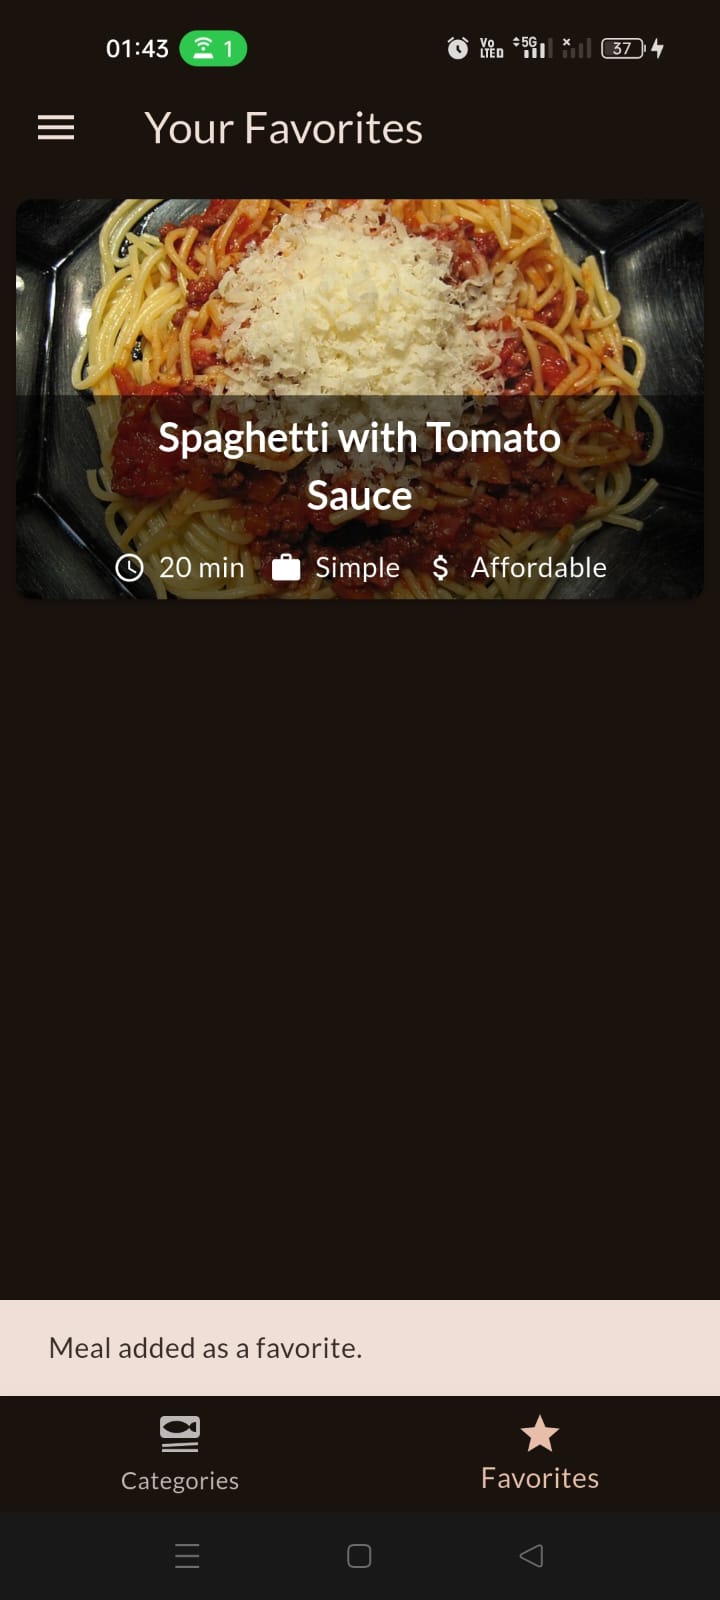 01:43 1 Vo LTED 5G 37
Your Favorites
Spaghetti with Tomato
Sauce
20 min Simple $ Affordable
Meal added as a favorite.
Categories Favorites